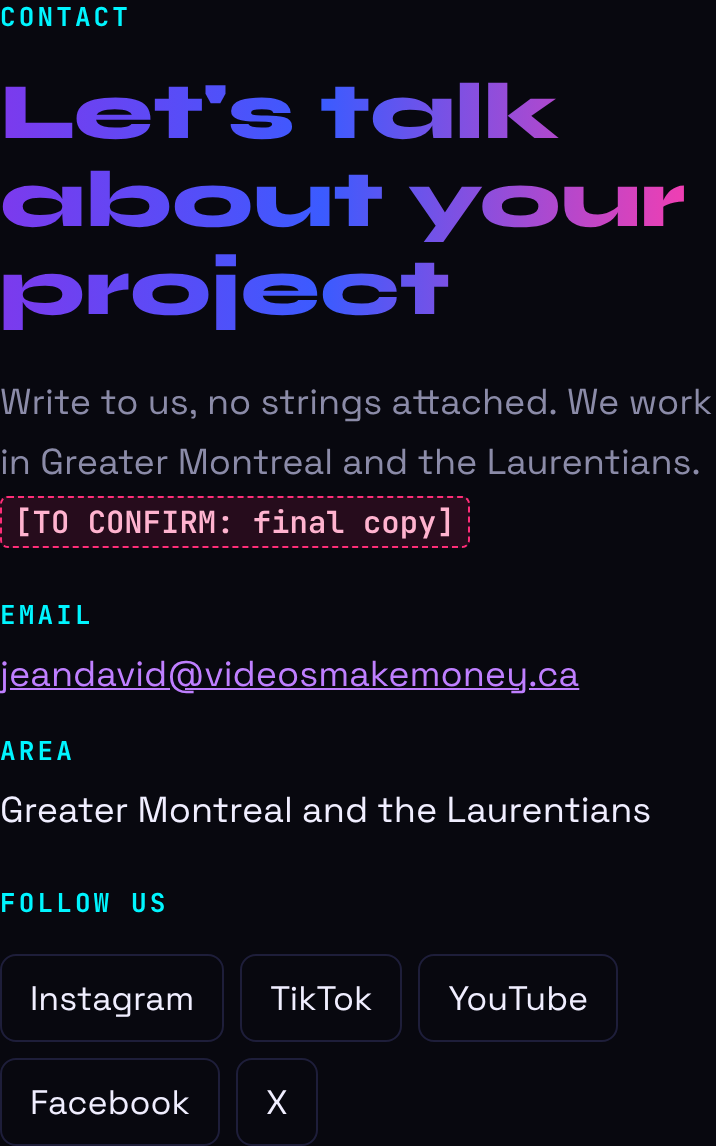 CONTACT
Let's talk
about your
project
Write to us, no strings attached. We work
in Greater Montreal and the Laurentians.
[TO CONFIRM: final copy]
EMAIL
jeandavid@videosmakemoney.ca
AREA
Greater Montreal and the Laurentians
FOLLOW US
Instagram TikTok YouTube
Facebook X